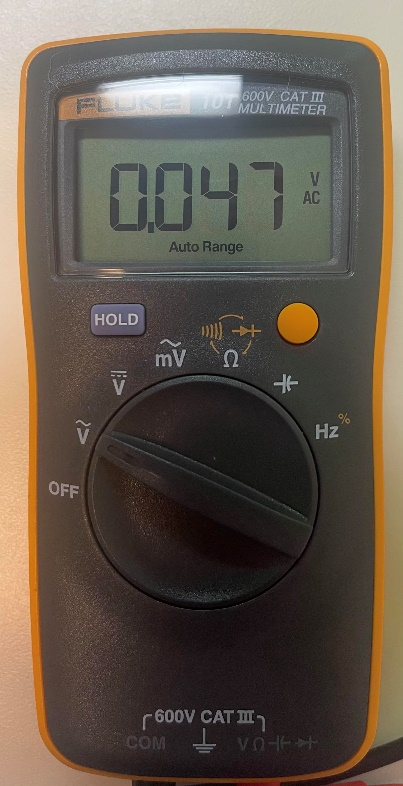 FLUKE 101 600V CAT III
MULTIMETER
0.047 V
AC
Auto Range
HOLD
mV Ω
V
V
Hz %
OFF
600V CAT III
COM VΩ